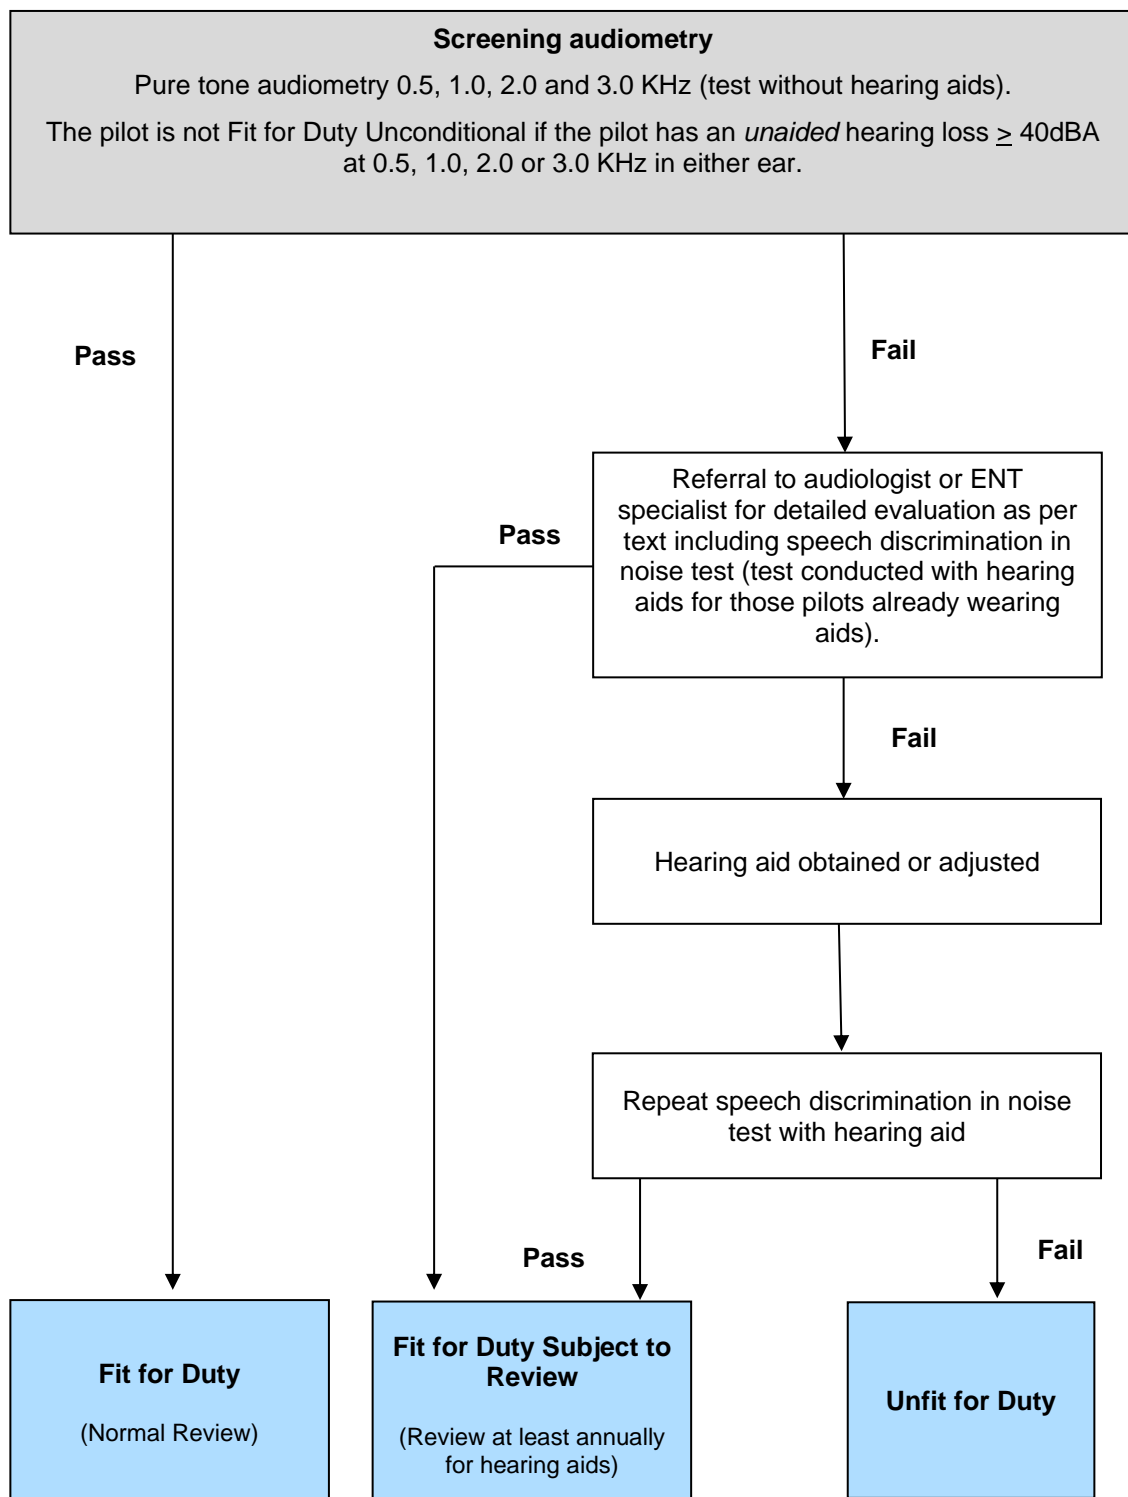 Screening audiometry
Pure tone audiometry 0.5, 1.0, 2.0 and 3.0 KHz (test without hearing aids).
The pilot is not Fit for Duty Unconditional if the pilot has an unaided hearing loss ≥ 40dBA
at 0.5, 1.0, 2.0 or 3.0 KHz in either ear.
Pass
Fail
Referral to audiologist or ENT
specialist for detailed evaluation as per
text including speech discrimination in
noise test (test conducted with hearing
aids for those pilots already wearing
aids).
Pass
Fail
Hearing aid obtained or adjusted
Repeat speech discrimination in noise
test with hearing aid
Pass
Fail
Fit for Duty
(Normal Review)
Fit for Duty Subject to
Review
(Review at least annually
for hearing aids)
Unfit for Duty